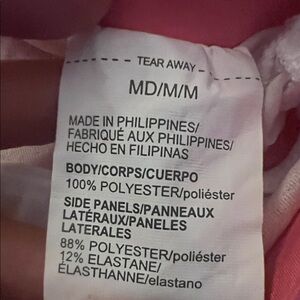 TEAR AWAY
MD/M/M
MADE IN PHILIPPINES/
FABRIQUÉ AUX PHILIPPINES/
HECHO EN FILIPINAS
BODY/CORPS/CUERPO
100% POLYESTER/poliéster
SIDE PANELS/PANNEAUX
LATÉRAUX/PANELES
LATERALES
88% POLYESTER/poliéster
12% ELASTANE/
ÉLASTHANNE/elastano